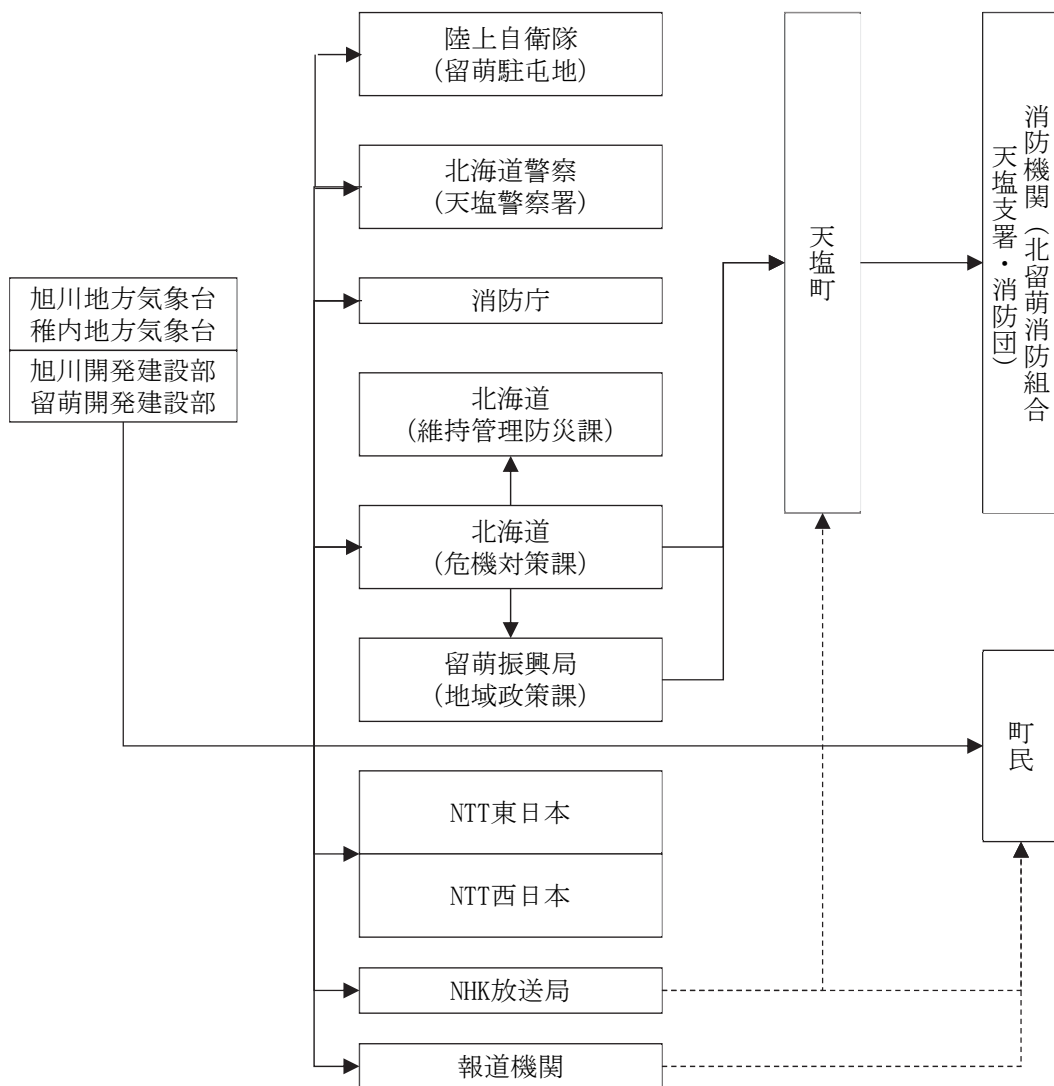 陸上自衛隊
(留萌駐屯地)
北海道警察
(天塩警察署)
消防庁
旭川地方気象台
稚内地方気象台
旭川開発建設部
留萌開発建設部
北海道
(維持管理防災課)
北海道
(危機対策課)
留萌振興局
(地域政策課)
NTT東日本
NTT西日本
NHK放送局
報道機関
天塩町
消防機関(北留萌消防組合
天塩支署・消防団)
町民